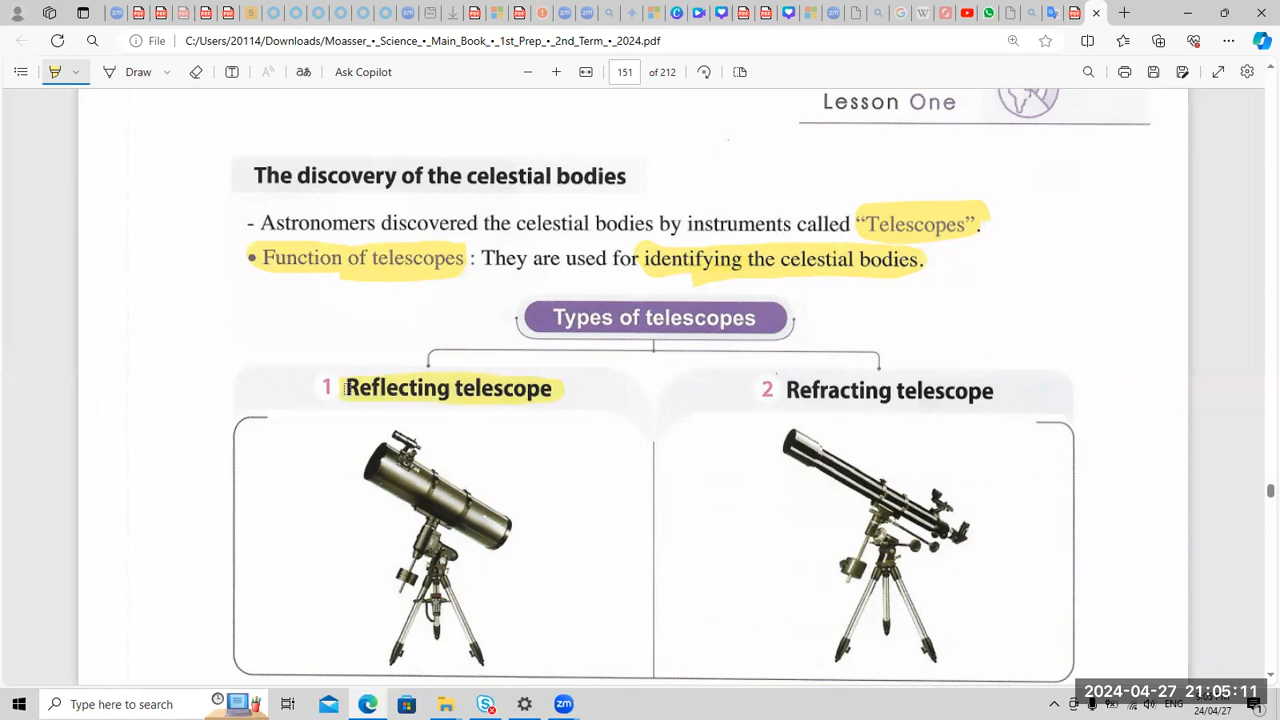 File
C:/Users/20114/Downloads/Moasser_•_Science_•_Main_Book_•_1st_Prep_•_2nd_Term_•_2024.pdf
Draw
Ask Copilot
151 of 212
Lesson One
The discovery of the celestial bodies
- Astronomers discovered the celestial bodies by instruments called “Telescopes”.
• Function of telescopes : They are used for identifying the celestial bodies.
Types of telescopes
1 Reflecting telescope
2 Refracting telescope
2024-04-27 21:05:11
Type here to search
ENG
24/04/27